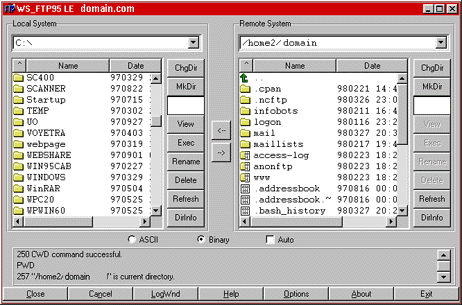 WS_FTP95 LE domain.com
Local System
C:\
^ Name Date
SC400 970329
SCANNER 970822
Startup 970715
TEMP 970302
TUO 970103
UO 970927
VOYETRA 970403
webpage 970319
WEBSHARE 970901
WIN95CAB 970227
WINDOWS 970329
WinRAR 970504
WPC20 970525
WPWIN60 970525
ChgDir
MkDir
View
Exec
Rename
Delete
Refresh
DirInfo
<--
-->
Remote System
/home2/domain
^ Name Date
..
.cpan 980221 14:4
.ncftp 980326 23:0
infobots 980211 16:4
logon 980116 23:2
mail 980327 20:3
maillists 980217 19:4
access-log 980223 18:2
anonftp 980223 18:2
www 980223 18:2
.addressbook 970816 00:0
.addressbook.~ 970816 00:0
.bash_history 980327 20:2
ChgDir
MkDir
View
Exec
Rename
Delete
Refresh
DirInfo
ASCII
Binary
Auto
250 CWD command successful.
PWD
257 "/home2/domain /" is current directory.
Close
Cancel
LogWnd
Help
Options
About
Exit